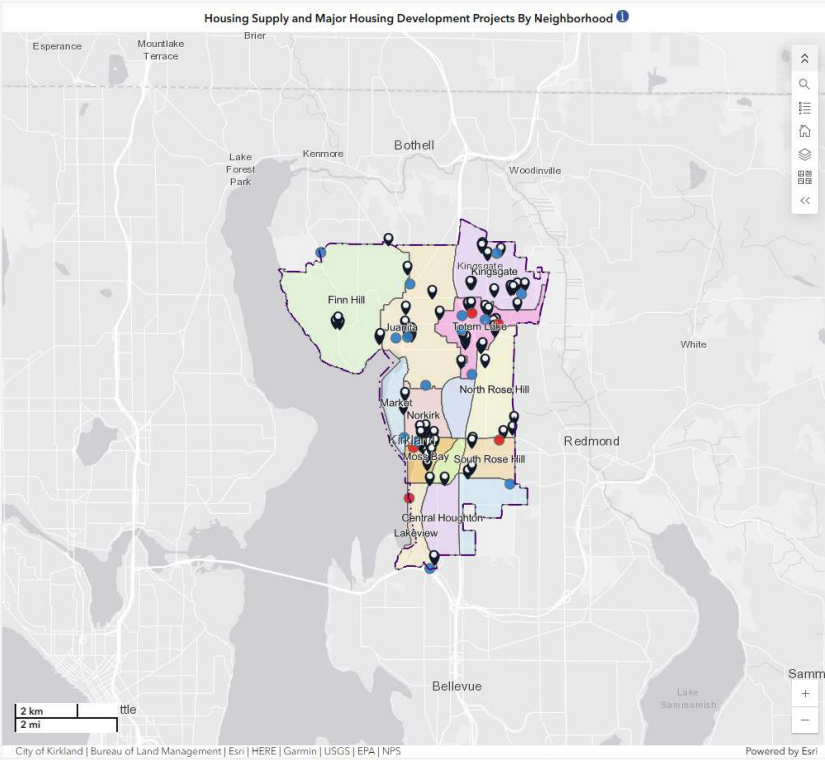 Housing Supply and Major Housing Development Projects By Neighborhood
Brier
Esperance
Mountlake
Terrace
Bothell
Kenmore
Lake
Forest
Park
Woodinville
Kingsgate
Kingsgate
Finn Hill
Juanita
Totem Lake
White
North Rose Hill
Market
Norkirk
Kirkland
Redmond
Moss Bay
South Rose Hill
Central Houghton
Lakeview
Bellevue
Samm
Lake
Sammamish
2 km
ttle
2 mi
City of Kirkland | Bureau of Land Management | Esri | HERE | Garmin | USGS | EPA | NPS
Powered by Esri